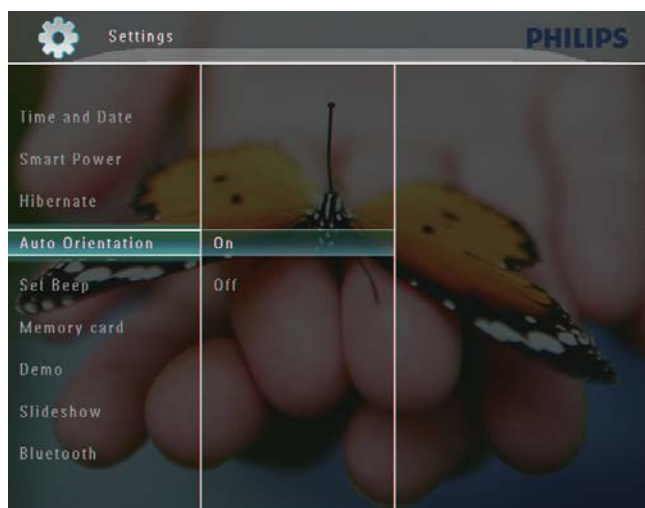 Settings
PHILIPS
Time and Date
Smart Power
Hibernate
Auto Orientation
On
Set Beep
Off
Memory card
Demo
Slideshow
Bluetooth